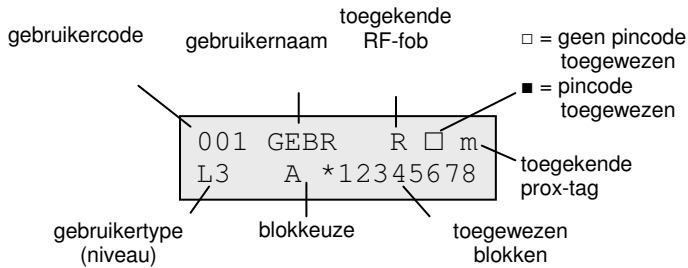 gebruikercode
gebruikernaam
toegekende
RF-fob
□ = geen pincode
toegewezen
■ = pincode
toegewezen
001 GEBR R □ m
L3 A *12345678
toegekende
prox-tag
gebruikertype
(niveau)
blokkeuze
toegewezen
blokken